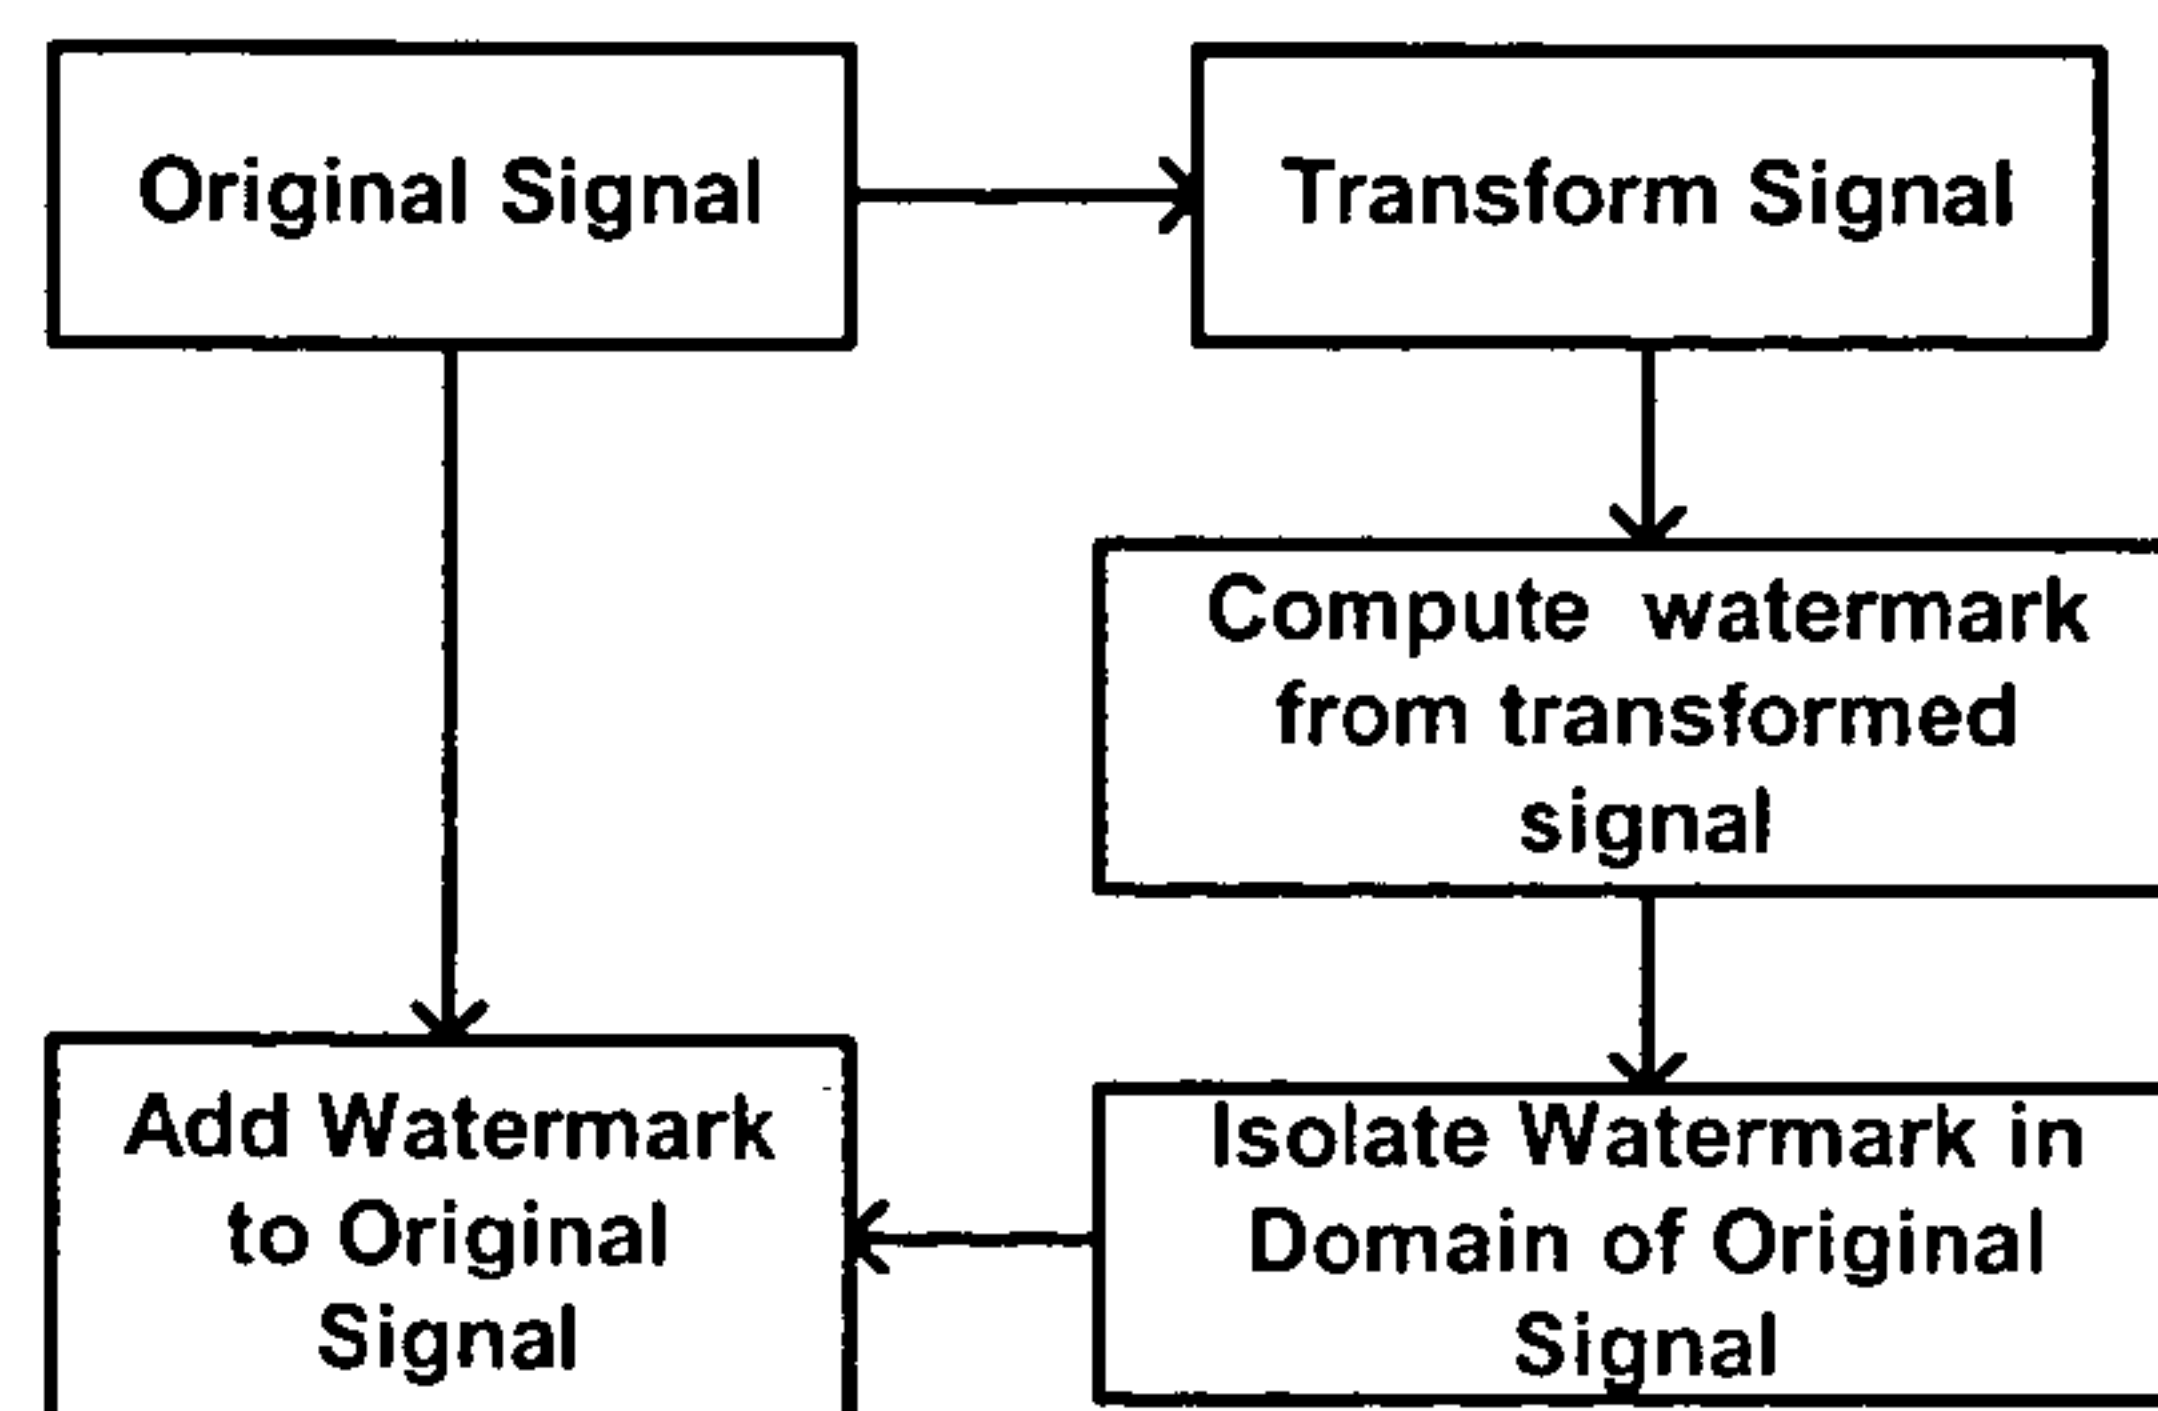 Original Signal
Transform Signal
Compute watermark
from transformed
signal
Add Watermark
to Original
Signal
Isolate Watermark in
Domain of Original
Signal